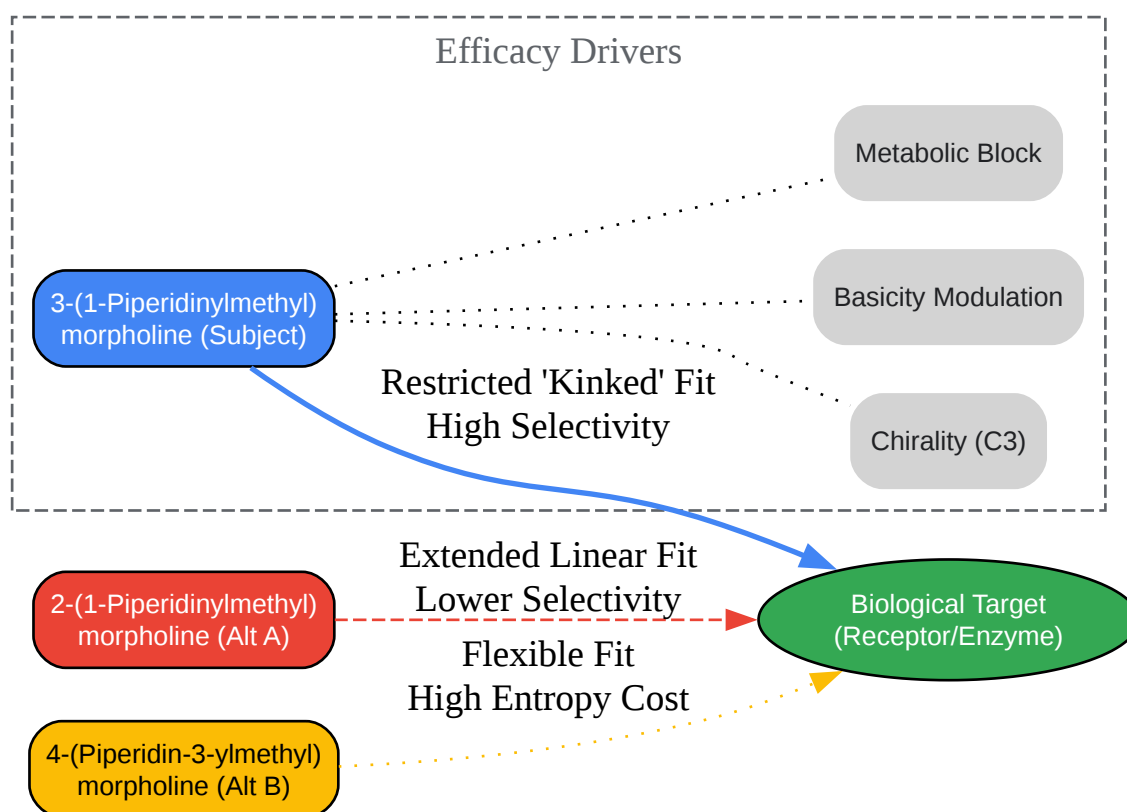 Efficacy Drivers
Metabolic Block
3-(1-Piperidinylmethyl)
morpholine (Subject)
Basicity Modulation
Restricted 'Kinked' Fit
High Selectivity
Chirality (C3)
Extended Linear Fit
Lower Selectivity
2-(1-Piperidinylmethyl)
morpholine (Alt A)
Biological Target
(Receptor/Enzyme)
Flexible Fit
High Entropy Cost
4-(Piperidin-3-ylmethyl)
morpholine (Alt B)